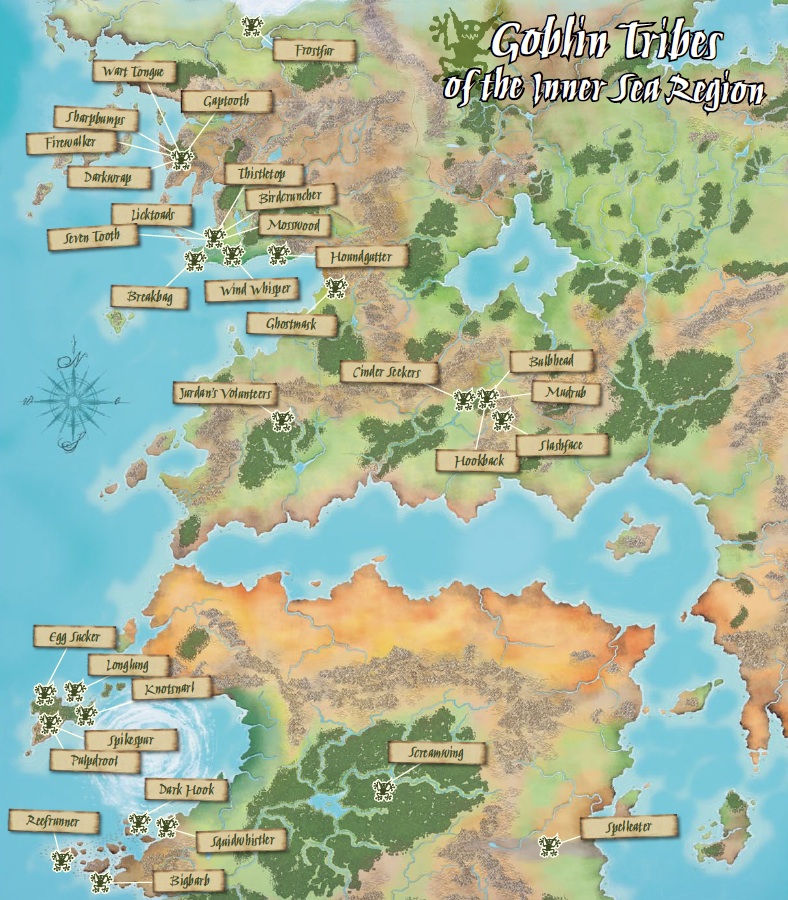 Goblin Tribes
of the Inner Sea Region
Frostfur
Wart Tongue
Gaptooth
Sharpbumps
Firewalker
Darkwrap
Thistletop
Birdcruncher
Licktoads
Mosswood
Seven Tooth
Houndgutter
Breakbag
Wind Whisper
Ghostmask
N
S
Bulbhead
Cinder Seekers
Jardan's Volunteers
Mudrub
Slashface
Hookback
Egg Sucker
Longlung
Knotsnarl
Spikespur
Pulpdroot
Screamwing
Dark Hook
Reefrunner
Spelleater
Squidwhistler
Bigbarb